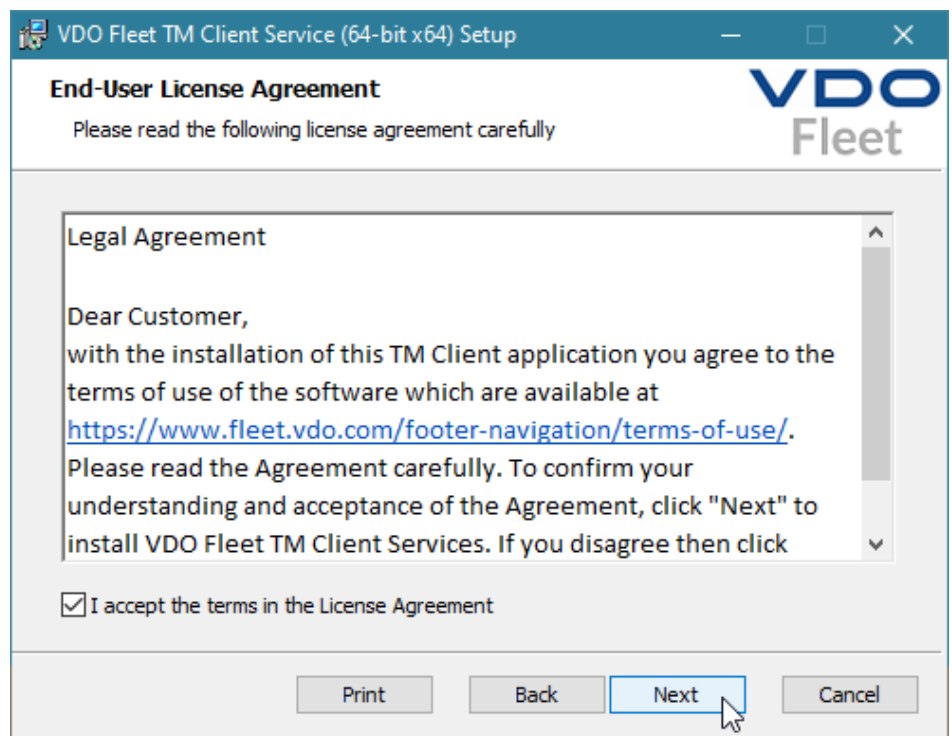 VDO Fleet TM Client Service (64-bit x64) Setup
End-User License Agreement
Please read the following license agreement carefully
VDO
Fleet
Legal Agreement
Dear Customer,
with the installation of this TM Client application you agree to the
terms of use of the software which are available at
https://www.fleet.vdo.com/footer-navigation/terms-of-use/.
Please read the Agreement carefully. To confirm your
understanding and acceptance of the Agreement, click "Next" to
install VDO Fleet TM Client Services. If you disagree then click
I accept the terms in the License Agreement
Print Back Next Cancel